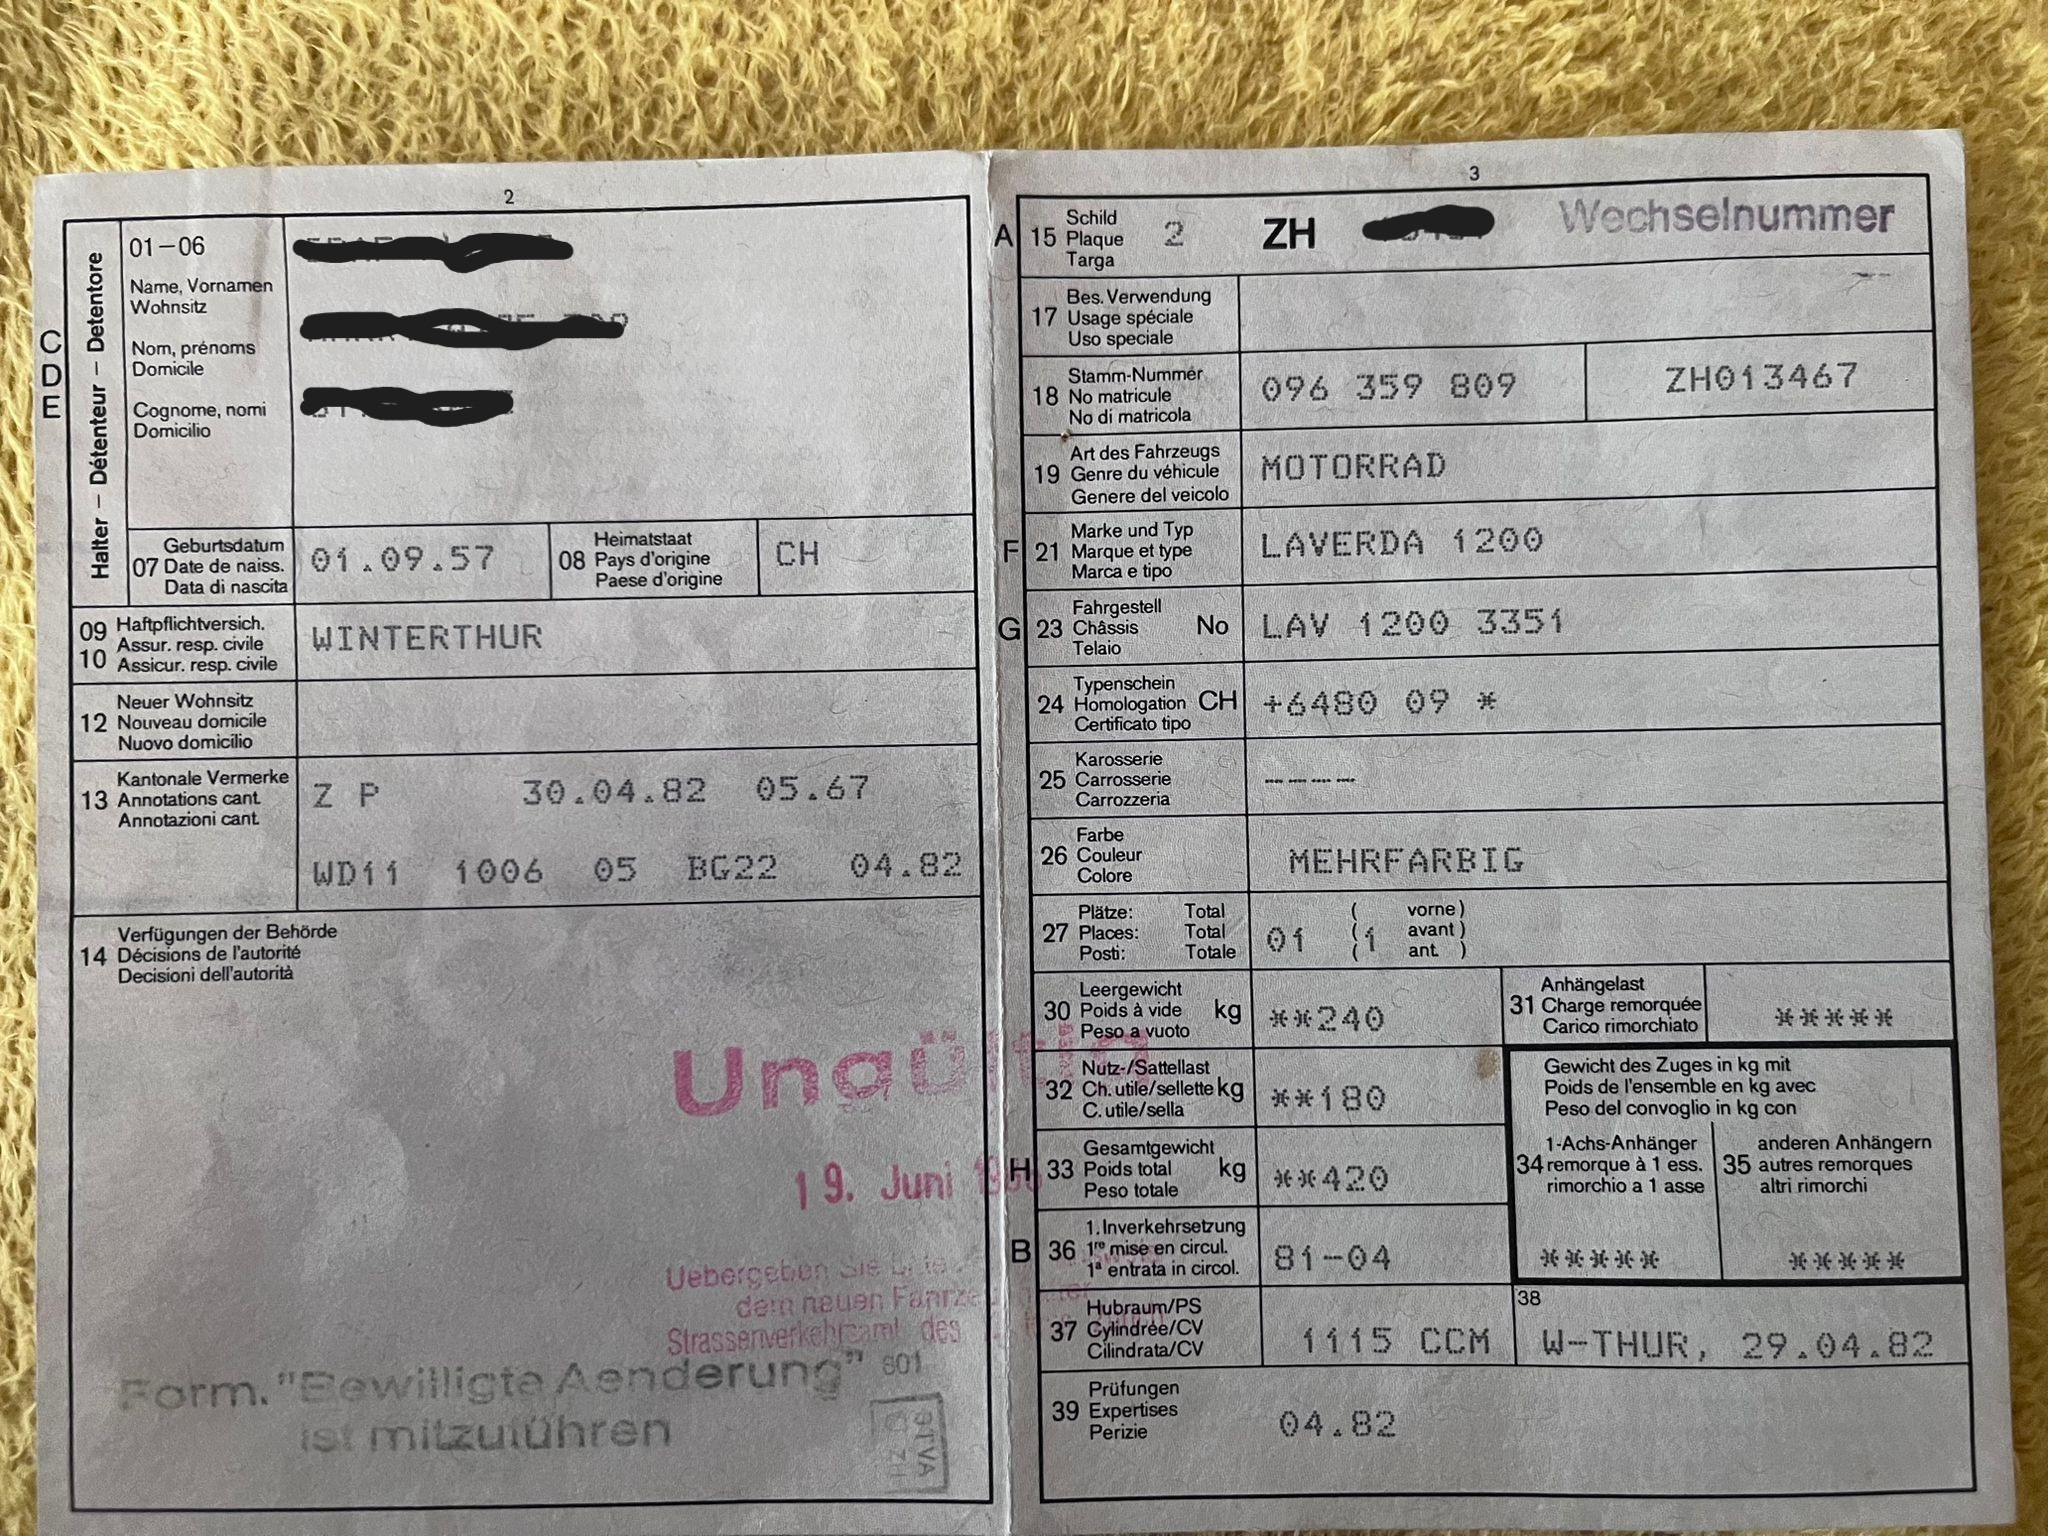 2
C
D
E
Halter – Détenteur – Detentore
01–06
Name, Vornamen
Wohnsitz
Nom, prénoms
Domicile
Cognome, nomi
Domicilio
07 Geburtsdatum
Date de naiss.
Data di nascita
01.09.57
08 Heimatstaat
Pays d'origine
Paese d'origine
CH
09 Haftpflichtversich.
Assur. resp. civile
10 Assicur. resp. civile
WINTERTHUR
12 Neuer Wohnsitz
Nouveau domicile
Nuovo domicilio
13 Kantonale Vermerke
Annotations cant.
Annotazioni cant.
Z P 30.04.82 05.67
WD11 1006 05 BG22 04.82
14 Verfügungen der Behörde
Décisions de l'autorité
Decisioni dell'autorità
Ungültig
19. Juni
Uebergeben Sie
dem neuen
Strassenverkehrsamt des
Form. "Bewilligte Aenderung" 601
ist mitzuführen
STVA
ZH
3
A 15 Schild
Plaque
Targa
2 ZH
Wechselnummer
17 Bes. Verwendung
Usage spéciale
Uso speciale
18 Stamm-Nummer
No matricule
No di matricola
096 359 809 ZH013467
19 Art des Fahrzeugs
Genre du véhicule
Genere del veicolo
MOTORRAD
F 21 Marke und Typ
Marque et type
Marca e tipo
LAVERDA 1200
G 23 Fahrgestell
Châssis No
Telaio
LAV 1200 3351
24 Typenschein
Homologation CH
Certificato tipo
+6480 09 *
25 Karosserie
Carrosserie
Carrozzeria
----
26 Farbe
Couleur
Colore
MEHRFARBIG
27 Plätze: Total
Places: Total
Posti: Totale
01 (1
( vorne)
( avant )
( ant. )
30 Leergewicht
Poids à vide kg
Peso a vuoto
**240
31 Anhängelast
Charge remorquée
Carico rimorchiato
*****
32 Nutz-/Sattellast
Ch. utile/sellette kg
C. utile/sella
**180
Gewicht des Zuges in kg mit
Poids de l'ensemble en kg avec
Peso del convoglio in kg con
H 33 Gesamtgewicht
Poids total kg
Peso totale
**420
34 1-Achs-Anhänger
remorque à 1 ess.
rimorchio a 1 asse
*****
35 anderen Anhängern
autres remorques
altri rimorchi
*****
B 36 1. Inverkehrsetzung
1re mise en circul.
1a entrata in circol.
81-04
37 Hubraum/PS
Cylindrée/CV
Cilindrata/CV
1115 CCM
38
W-THUR, 29.04.82
39 Prüfungen
Expertises
Perizie
04.82